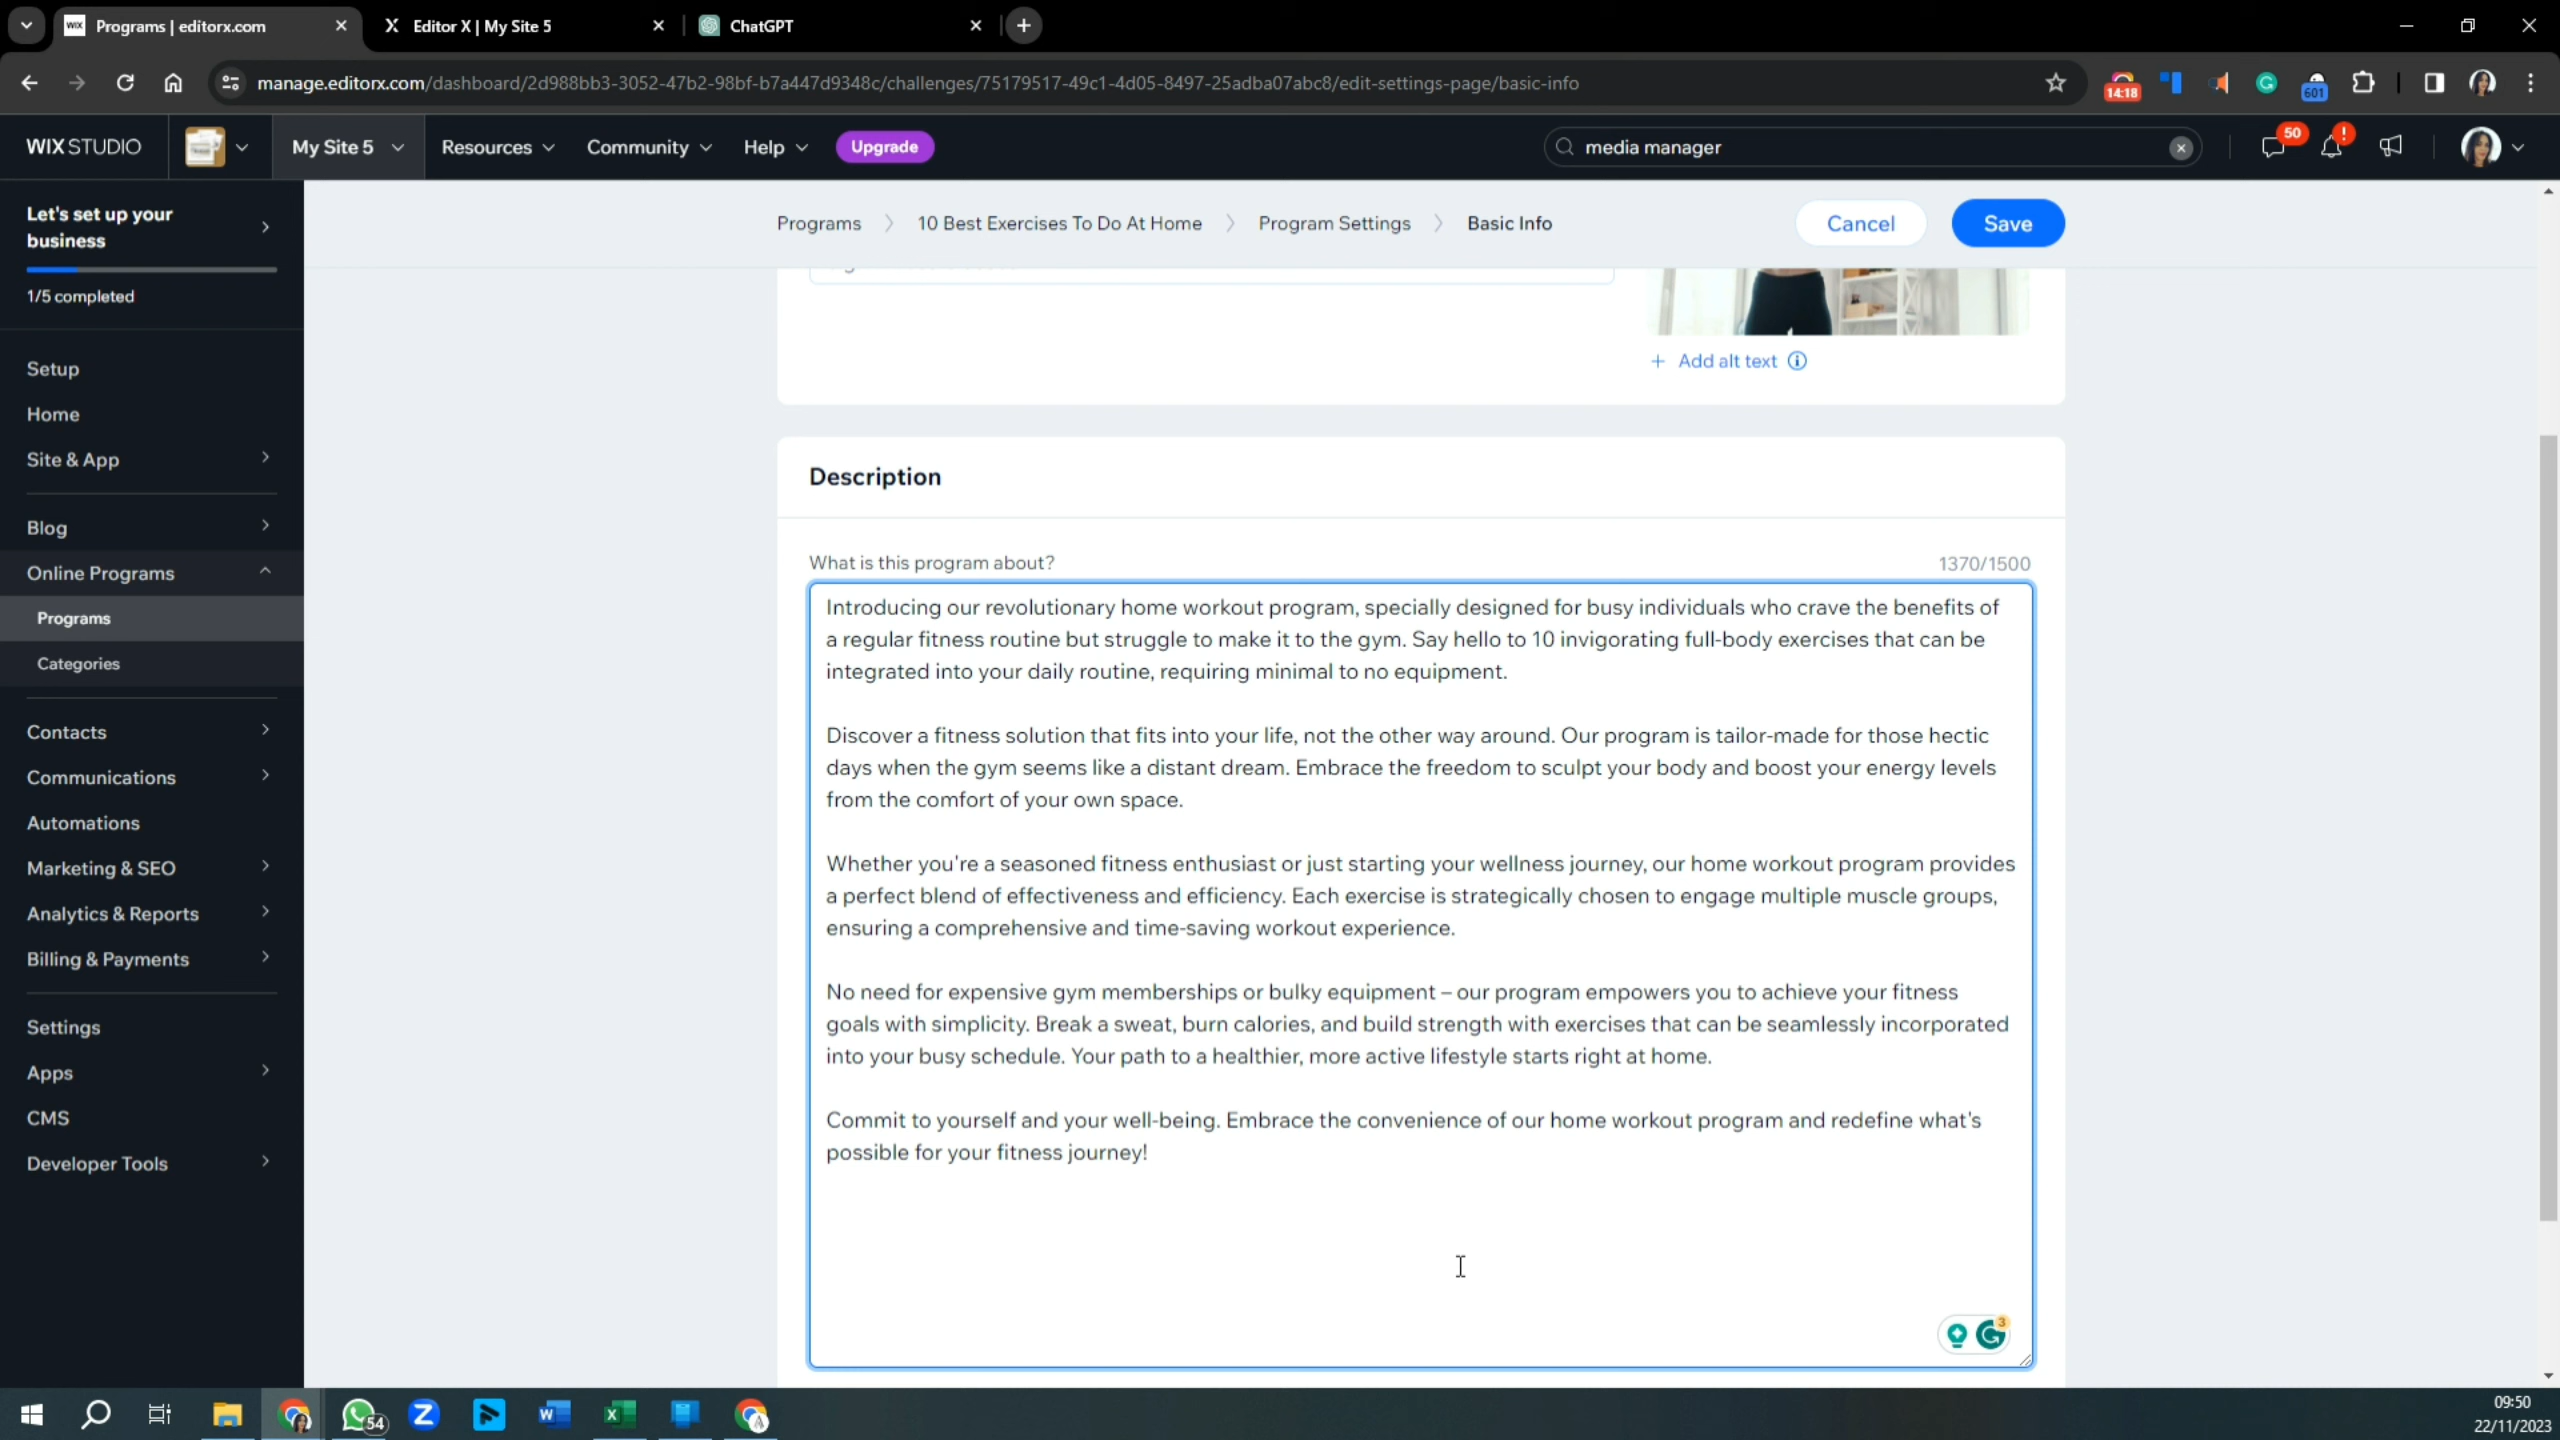 Programs | editorx.com
Editor X | My Site 5
ChatGPT
manage.editorx.com/dashboard/2d988bb3-3052-47b2-98bf-b7a447d9348c/challenges/75179517-49c1-4d05-8497-25adba07abc8/edit-settings-page/basic-info
14:18
601
WIX STUDIO
My Site 5
Resources
Community
Help
Upgrade
media manager
50
Let's set up your
business
1/5 completed
Setup
Home
Site & App
Blog
Online Programs
Programs
Categories
Contacts
Communications
Automations
Marketing & SEO
Analytics & Reports
Billing & Payments
Settings
Apps
CMS
Developer Tools
Programs > 10 Best Exercises To Do At Home > Program Settings > Basic Info
Cancel
Save
+ Add alt text
Description
What is this program about?
1370/1500
Introducing our revolutionary home workout program, specially designed for busy individuals who crave the benefits of
a regular fitness routine but struggle to make it to the gym. Say hello to 10 invigorating full-body exercises that can be
integrated into your daily routine, requiring minimal to no equipment.
Discover a fitness solution that fits into your life, not the other way around. Our program is tailor-made for those hectic
days when the gym seems like a distant dream. Embrace the freedom to sculpt your body and boost your energy levels
from the comfort of your own space.
Whether you're a seasoned fitness enthusiast or just starting your wellness journey, our home workout program provides
a perfect blend of effectiveness and efficiency. Each exercise is strategically chosen to engage multiple muscle groups,
ensuring a comprehensive and time-saving workout experience.
No need for expensive gym memberships or bulky equipment – our program empowers you to achieve your fitness
goals with simplicity. Break a sweat, burn calories, and build strength with exercises that can be seamlessly incorporated
into your busy schedule. Your path to a healthier, more active lifestyle starts right at home.
Commit to yourself and your well-being. Embrace the convenience of our home workout program and redefine what's
possible for your fitness journey!
3
54
09:50
22/11/2023